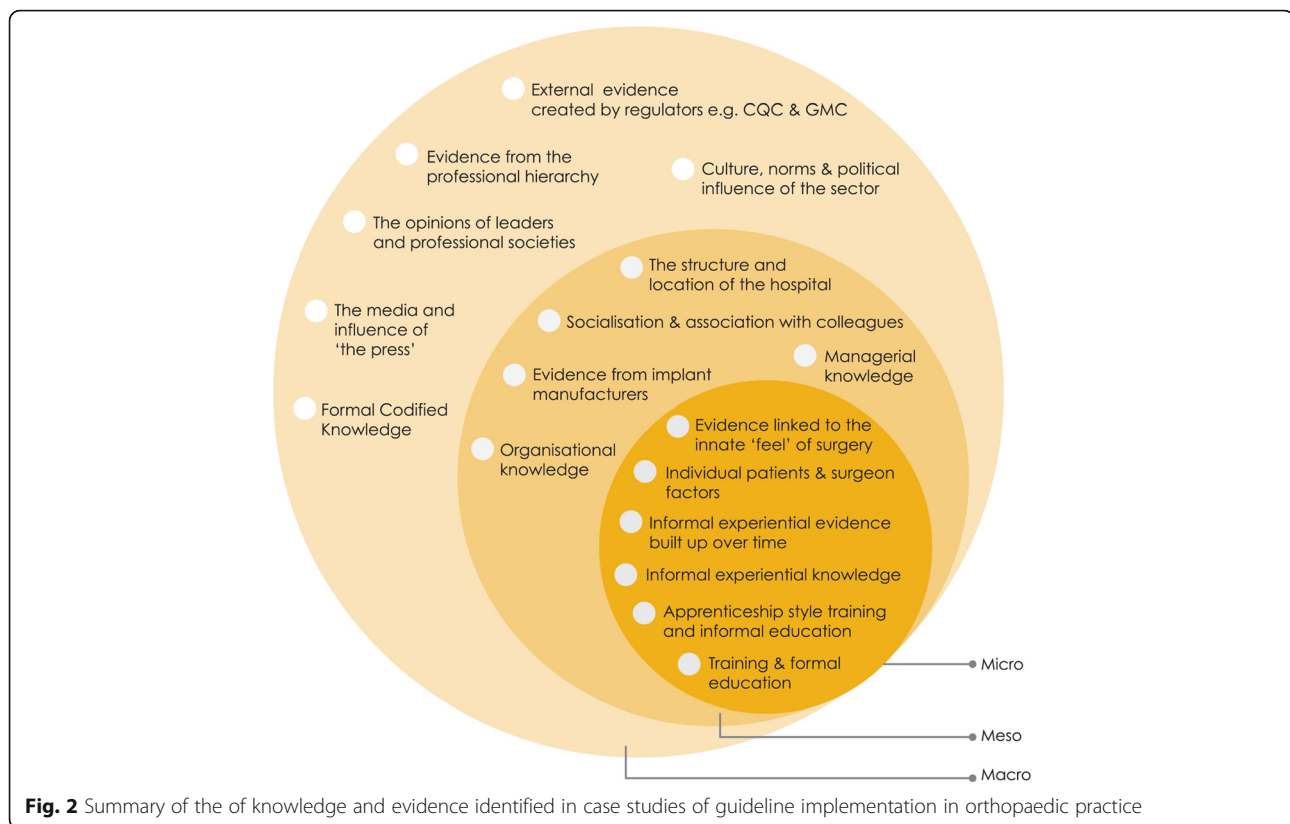 External evidence
created by regulators e.g. CQC & GMC
Evidence from the
professional hierarchy
Culture, norms & political
influence of the sector
The opinions of leaders
and professional societies
The structure and
location of the hospital
The media and
influence of
‘the press’
Socialisation & association with colleagues
Managerial
knowledge
Evidence from implant
manufacturers
Formal Codified
Knowledge
Evidence linked to the
innate ‘feel’ of surgery
Organisational
knowledge
Individual patients & surgeon
factors
Informal experiential evidence
built up over time
Informal experiential knowledge
Apprenticeship style training
and informal education
Training & formal
education
Micro
Meso
Macro
Fig. 2 Summary of the of knowledge and evidence identified in case studies of guideline implementation in orthopaedic practice